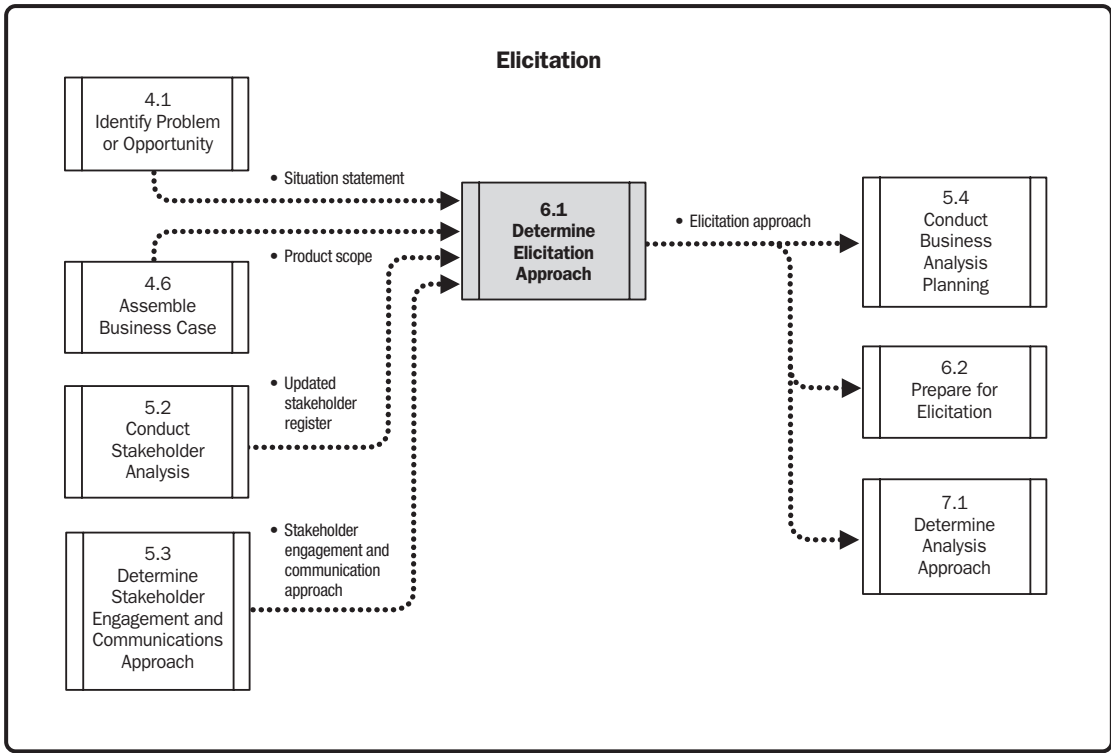 Elicitation
4.1
Identify Problem
or Opportunity
• Situation statement
4.6
Assemble
Business Case
• Product scope
5.2
Conduct
Stakeholder
Analysis
• Updated
stakeholder
register
5.3
Determine
Stakeholder
Engagement and
Communications
Approach
• Stakeholder
engagement and
communication
approach
6.1
Determine
Elicitation
Approach
• Elicitation approach
5.4
Conduct
Business
Analysis
Planning
6.2
Prepare for
Elicitation
7.1
Determine
Analysis
Approach